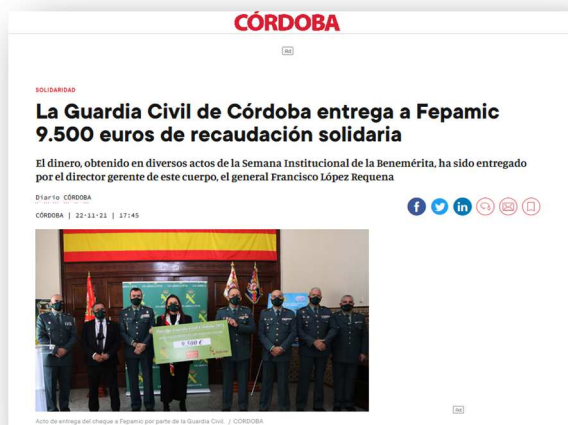 CÓRDOBA
Ad
SOLIDARIDAD
La Guardia Civil de Córdoba entrega a Fepamic
9.500 euros de recaudación solidaria
El dinero, obtenido en diversos actos de la Semana Institucional de la Benemérita, ha sido entregado
por el director gerente de este cuerpo, el general Francisco López Requena
Diario CÓRDOBA
CÓRDOBA | 22·11·21 | 17:45
9.500 €
Ad
Acto de entrega del cheque a Fepamic por parte de la Guardia Civil. / CÓRDOBA